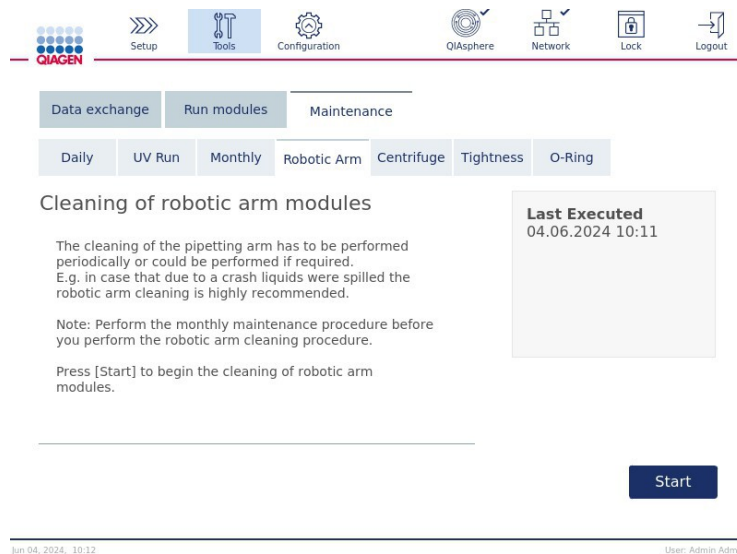 QIAGEN
Setup
Tools
Configuration
QIAsphere
Network
Lock
Logout
Data exchange
Run modules
Maintenance
Daily
UV Run
Monthly
Robotic Arm
Centrifuge
Tightness
O-Ring
Cleaning of robotic arm modules
The cleaning of the pipetting arm has to be performed
periodically or could be performed if required.
E.g. in case that due to a crash liquids were spilled the
robotic arm cleaning is highly recommended.
Note: Perform the monthly maintenance procedure before
you perform the robotic arm cleaning procedure.
Press [Start] to begin the cleaning of robotic arm
modules.
Last Executed
04.06.2024 10:11
Start
Jun 04, 2024, 10:12
User: Admin Adm